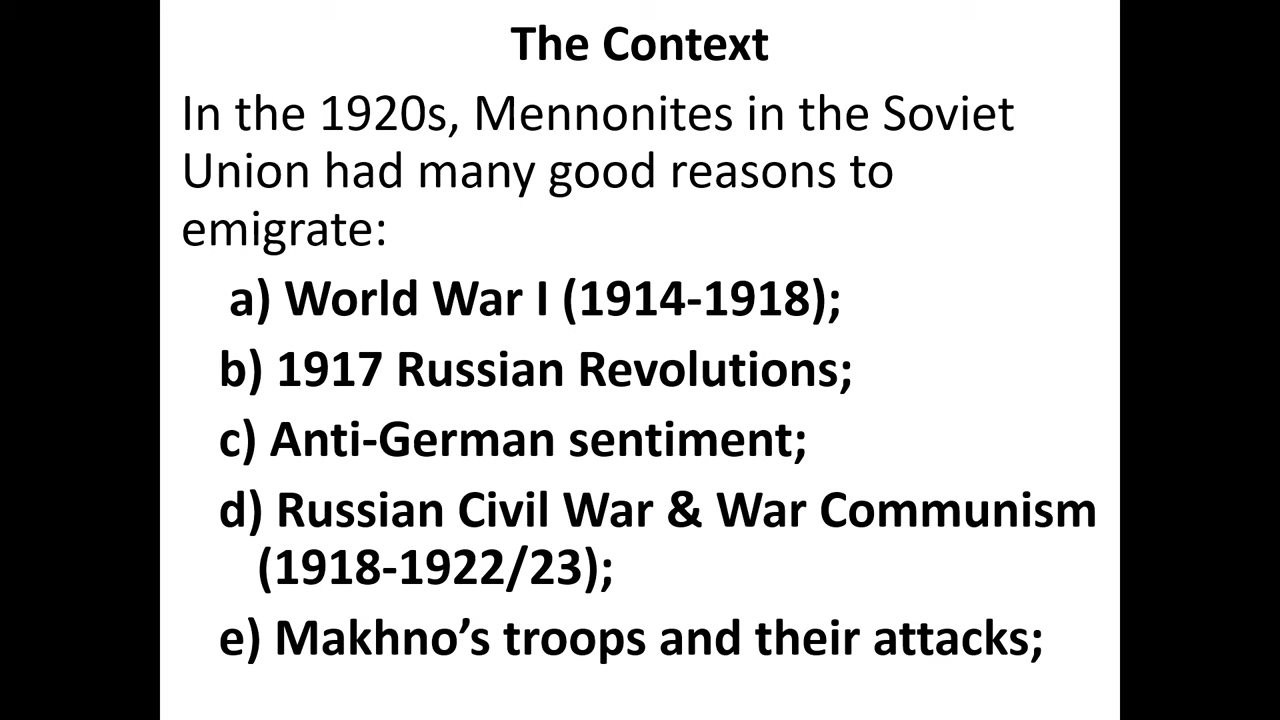 The Context
In the 1920s, Mennonites in the Soviet
Union had many good reasons to
emigrate:
a) World War I (1914-1918);
b) 1917 Russian Revolutions;
c) Anti-German sentiment;
d) Russian Civil War & War Communism
(1918-1922/23);
e) Makhno’s troops and their attacks;